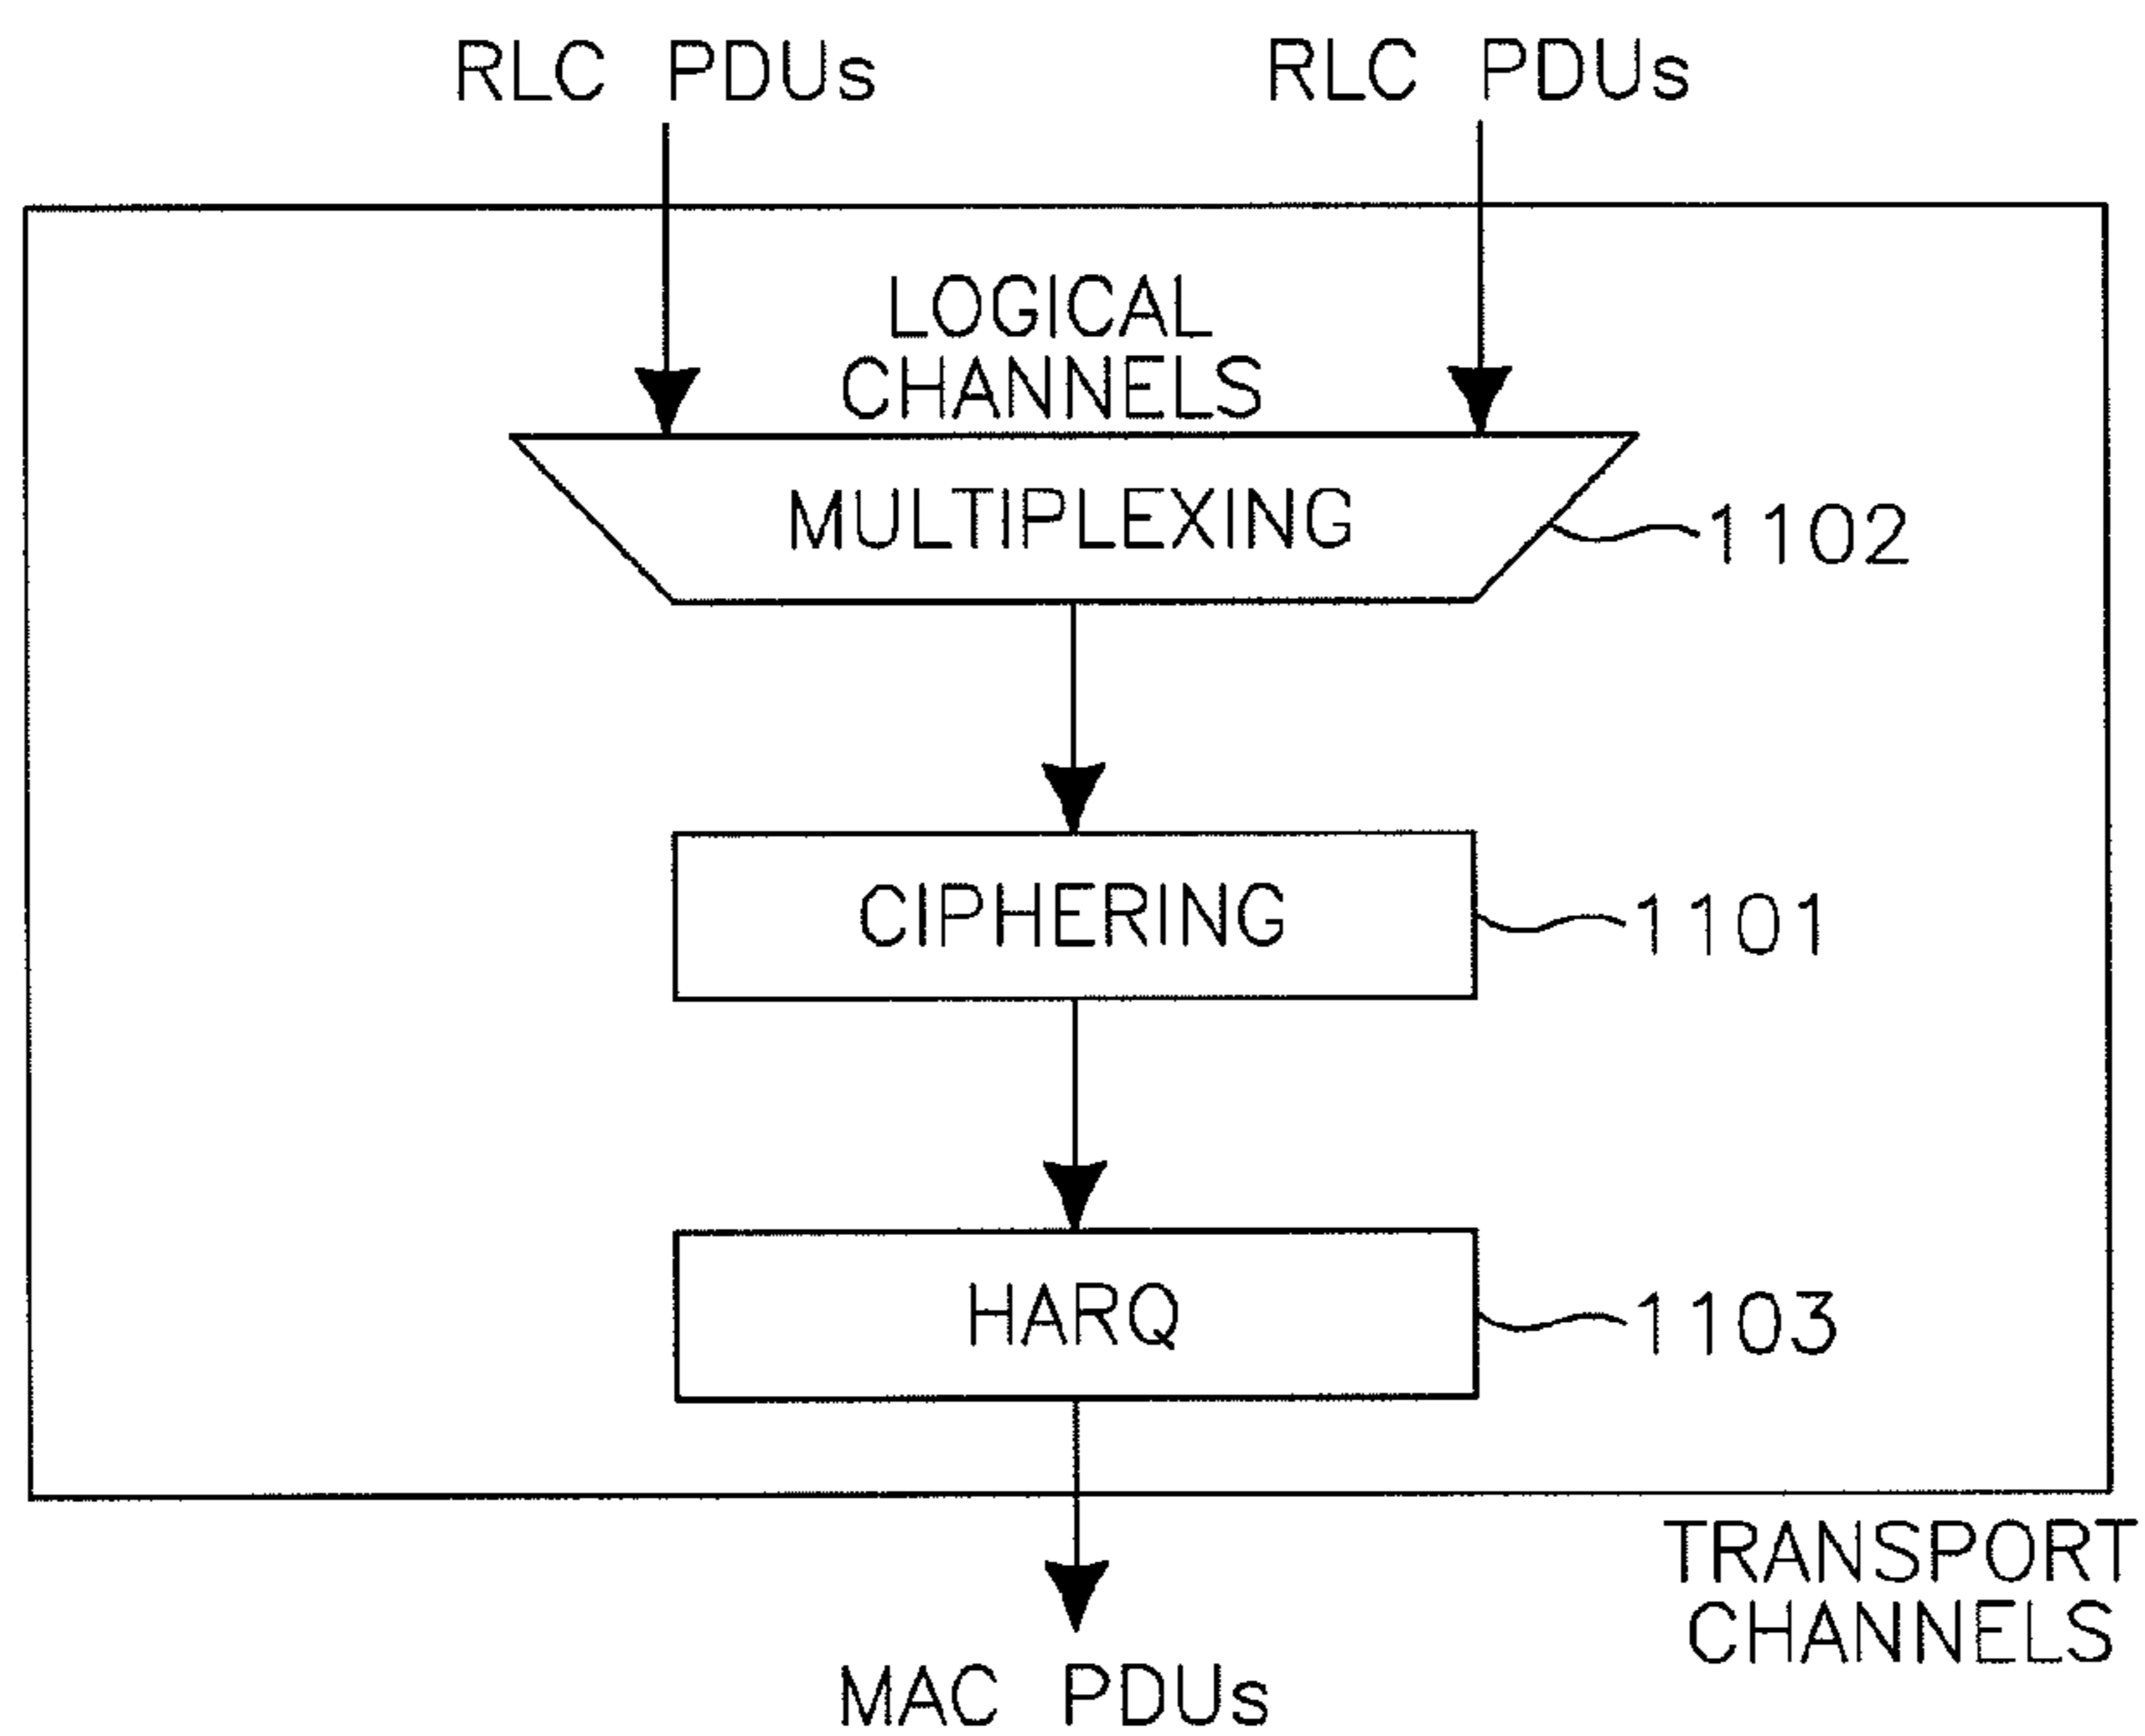 RLC PDUs RLC PDUs
LOGICAL
CHANNELS
MULTIPLEXING
1102
CIPHERING
1101
HARQ
1103
TRANSPORT
CHANNELS
MAC PDUs